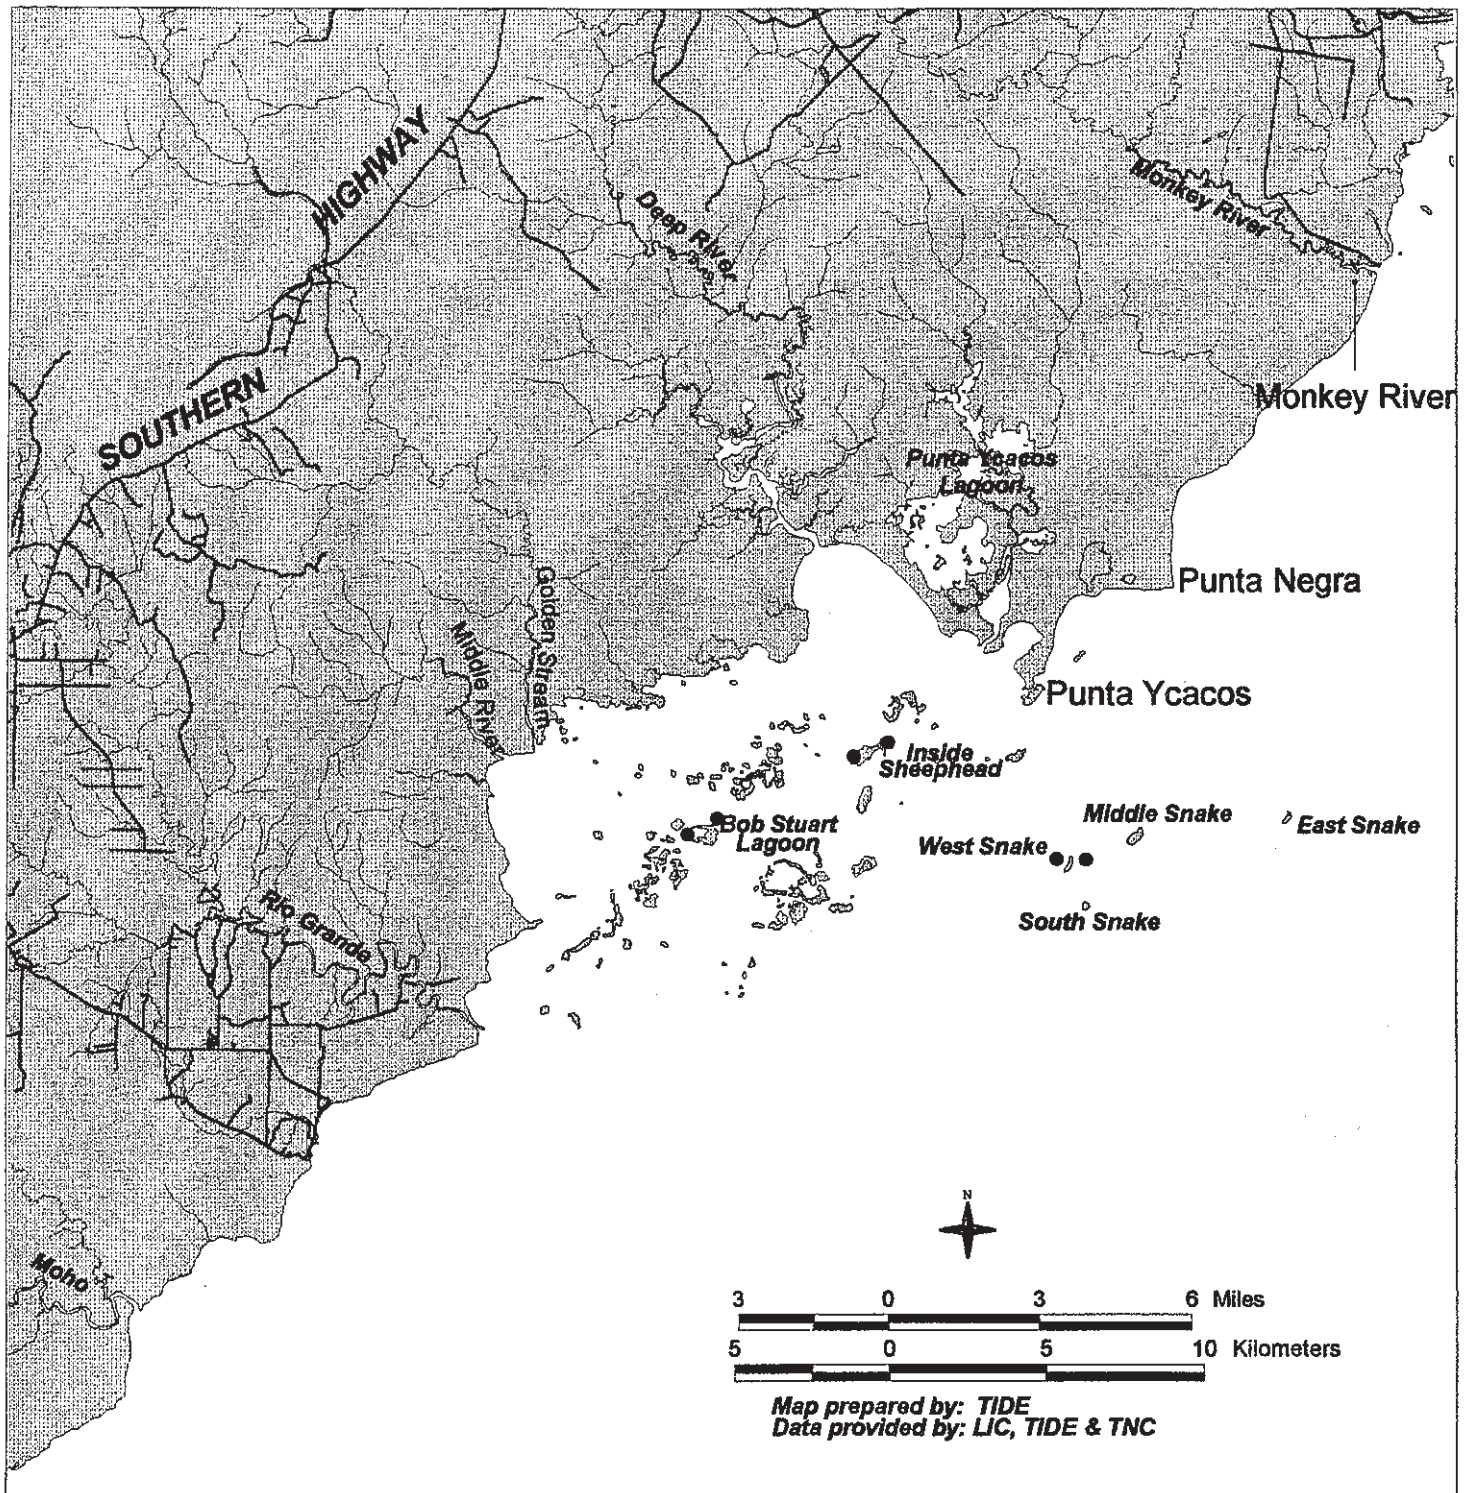 HIGHWAY
Monkey River
Deep River
SOUTHERN
Monkey River
Punta Ycacos
Lagoon
Punta Negra
Golden Stream
Middle River
Punta Ycacos
Inside
Sheephead
Middle Snake
East Snake
Bob Stuart
Lagoon
West Snake
South Snake
Rio Grande
N
Moho
3 0 3 6 Miles
5 0 5 10 Kilometers
Map prepared by: TIDE
Data provided by: LIC, TIDE & TNC